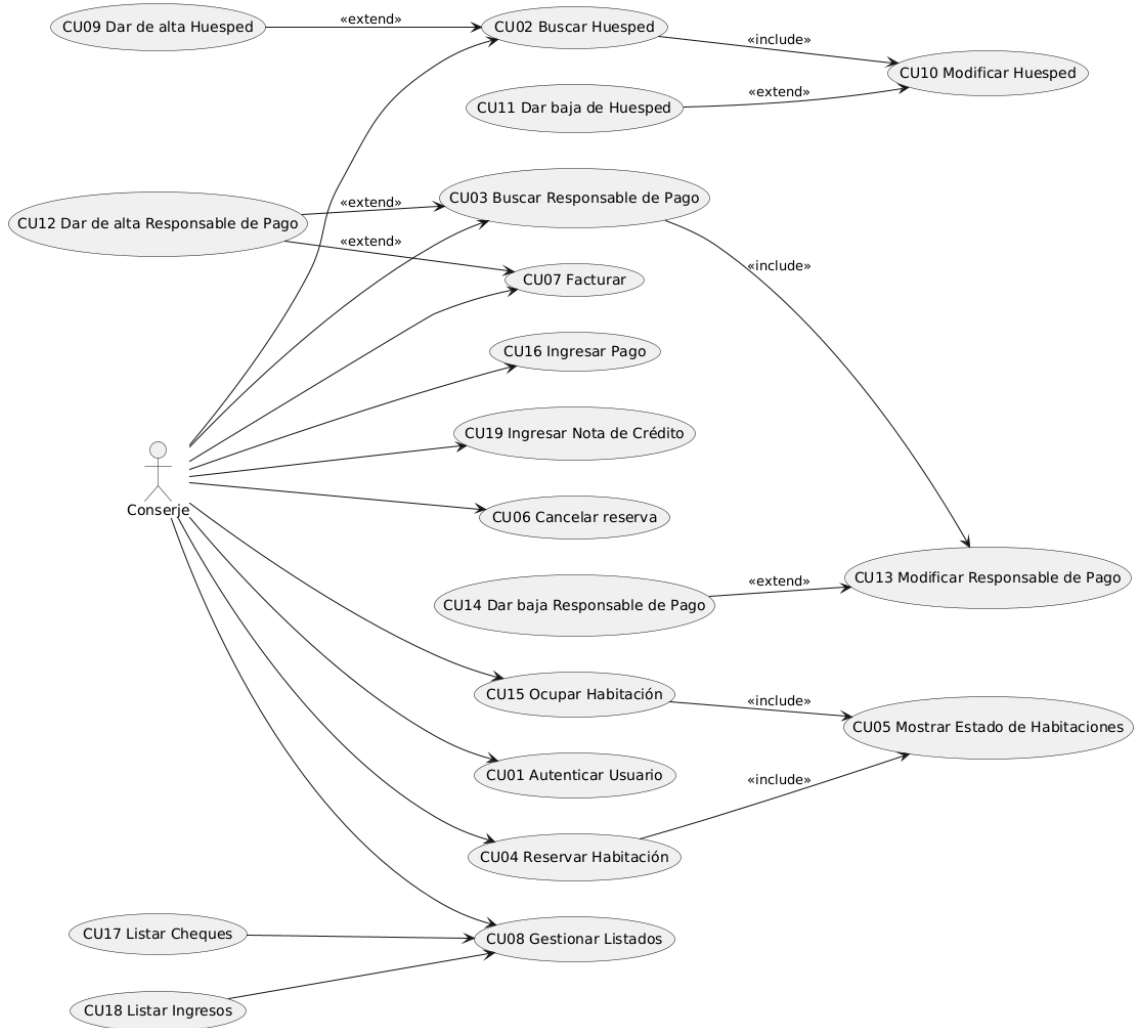 CU09 Dar de alta Huesped
«extend»
CU02 Buscar Huesped
«include»
CU10 Modificar Huesped
CU11 Dar baja de Huesped
«extend»
CU12 Dar de alta Responsable de Pago
«extend»
CU03 Buscar Responsable de Pago
«extend»
«include»
CU07 Facturar
CU16 Ingresar Pago
CU19 Ingresar Nota de Crédito
Conserje
CU06 Cancelar reserva
CU14 Dar baja Responsable de Pago
«extend»
CU13 Modificar Responsable de Pago
CU15 Ocupar Habitación
«include»
CU05 Mostrar Estado de Habitaciones
CU01 Autenticar Usuario
«include»
CU04 Reservar Habitación
CU17 Listar Cheques
CU08 Gestionar Listados
CU18 Listar Ingresos